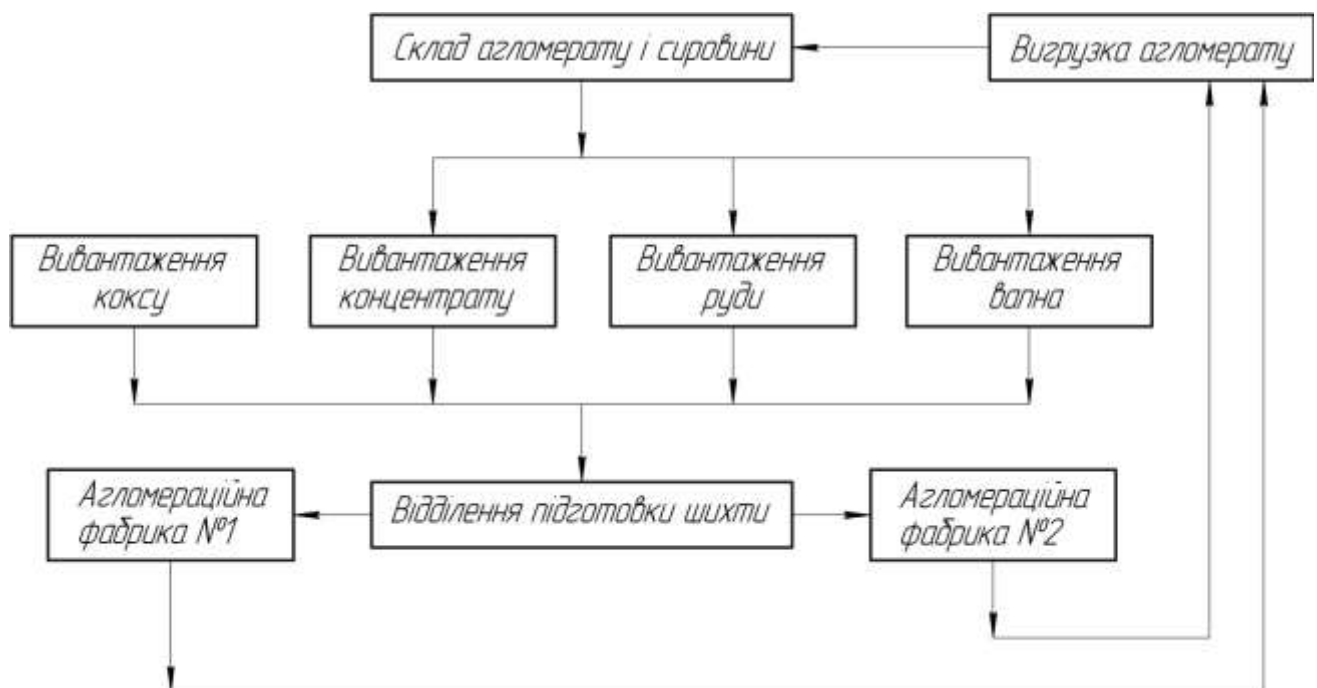 Склад агломерату і сировини
Вигрузка агломерату
Вивантаження
коксу
Вивантаження
концентрату
Вивантаження
руди
Вивантаження
вапна
Агломераційна
фабрика №1
Відділення підготовки шихти
Агломераційна
фабрика №2